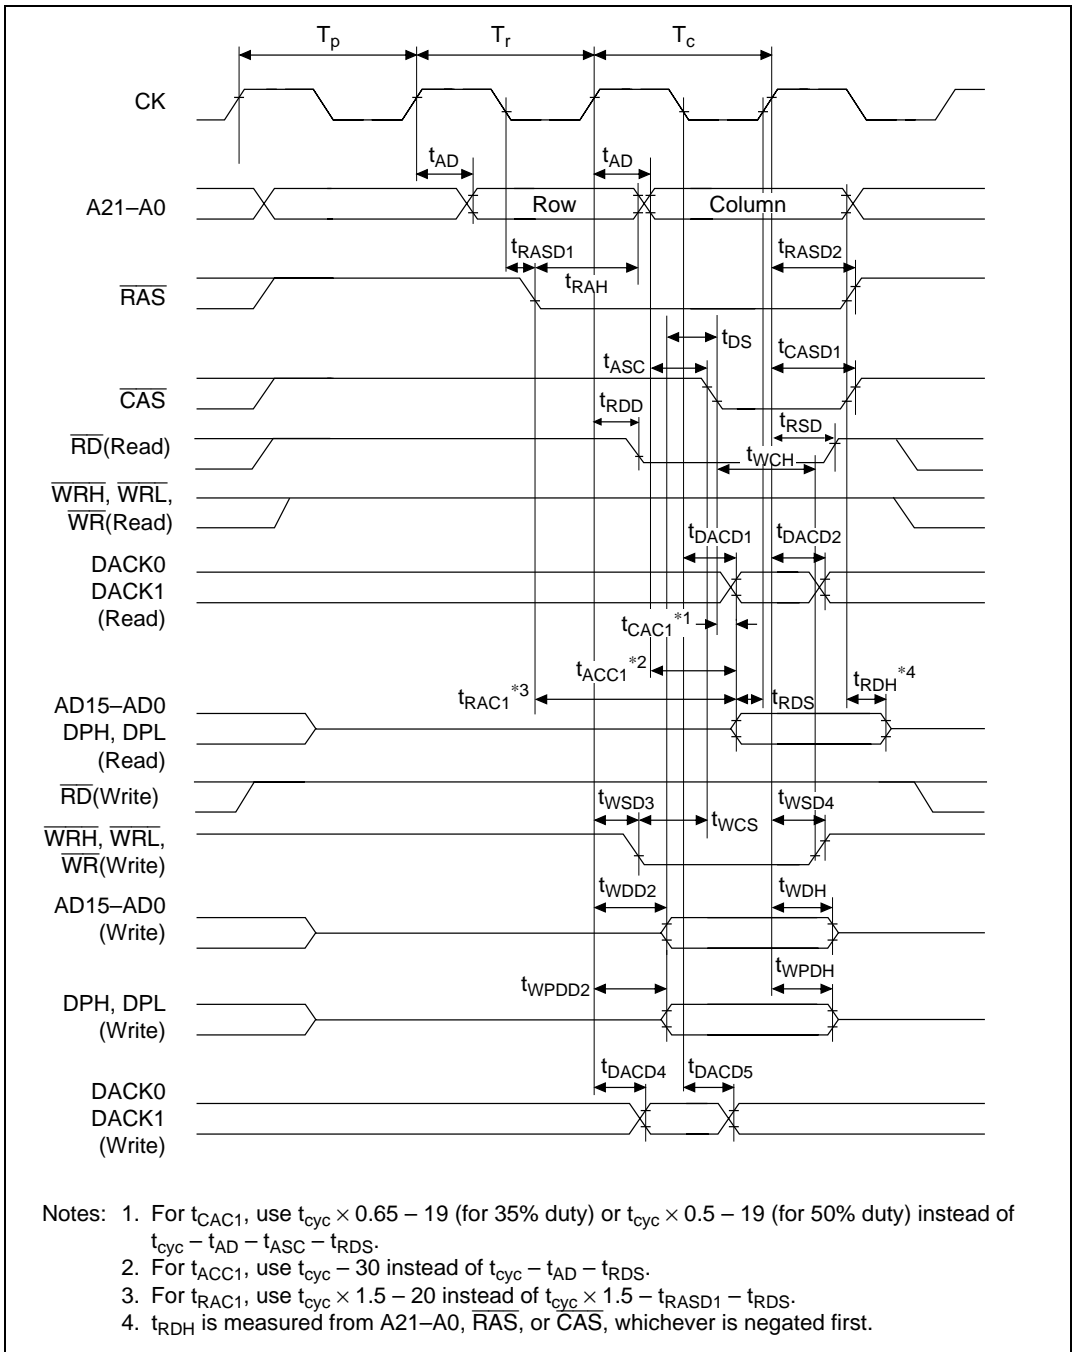 Tp Tr Tc
CK
tAD tAD
A21–A0 Row Column
tRASD1 tRASD2
tRAH
RAS
tDS
tASC tCASD1
CAS
tRDD tRSD
RD(Read)
tWCH
WRH, WRL,
WR(Read)
tDACD1 tDACD2
DACK0
DACK1
(Read)
tCAC1*1
tACC1*2
tRAC1*3 tRDS tRDH*4
AD15–AD0
DPH, DPL
(Read)
RD(Write)
tWSD3 tWCS tWSD4
WRH, WRL,
WR(Write)
tWDD2 tWDH
AD15–AD0
(Write)
tWPDD2 tWPDH
DPH, DPL
(Write)
tDACD4 tDACD5
DACK0
DACK1
(Write)
Notes: 1. For tCAC1, use tcyc × 0.65 – 19 (for 35% duty) or tcyc × 0.5 – 19 (for 50% duty) instead of
tcyc – tAD – tASC – tRDS.
2. For tACC1, use tcyc – 30 instead of tcyc – tAD – tRDS.
3. For tRAC1, use tcyc × 1.5 – 20 instead of tcyc × 1.5 – tRASD1 – tRDS.
4. tRDH is measured from A21–A0, RAS, or CAS, whichever is negated first.